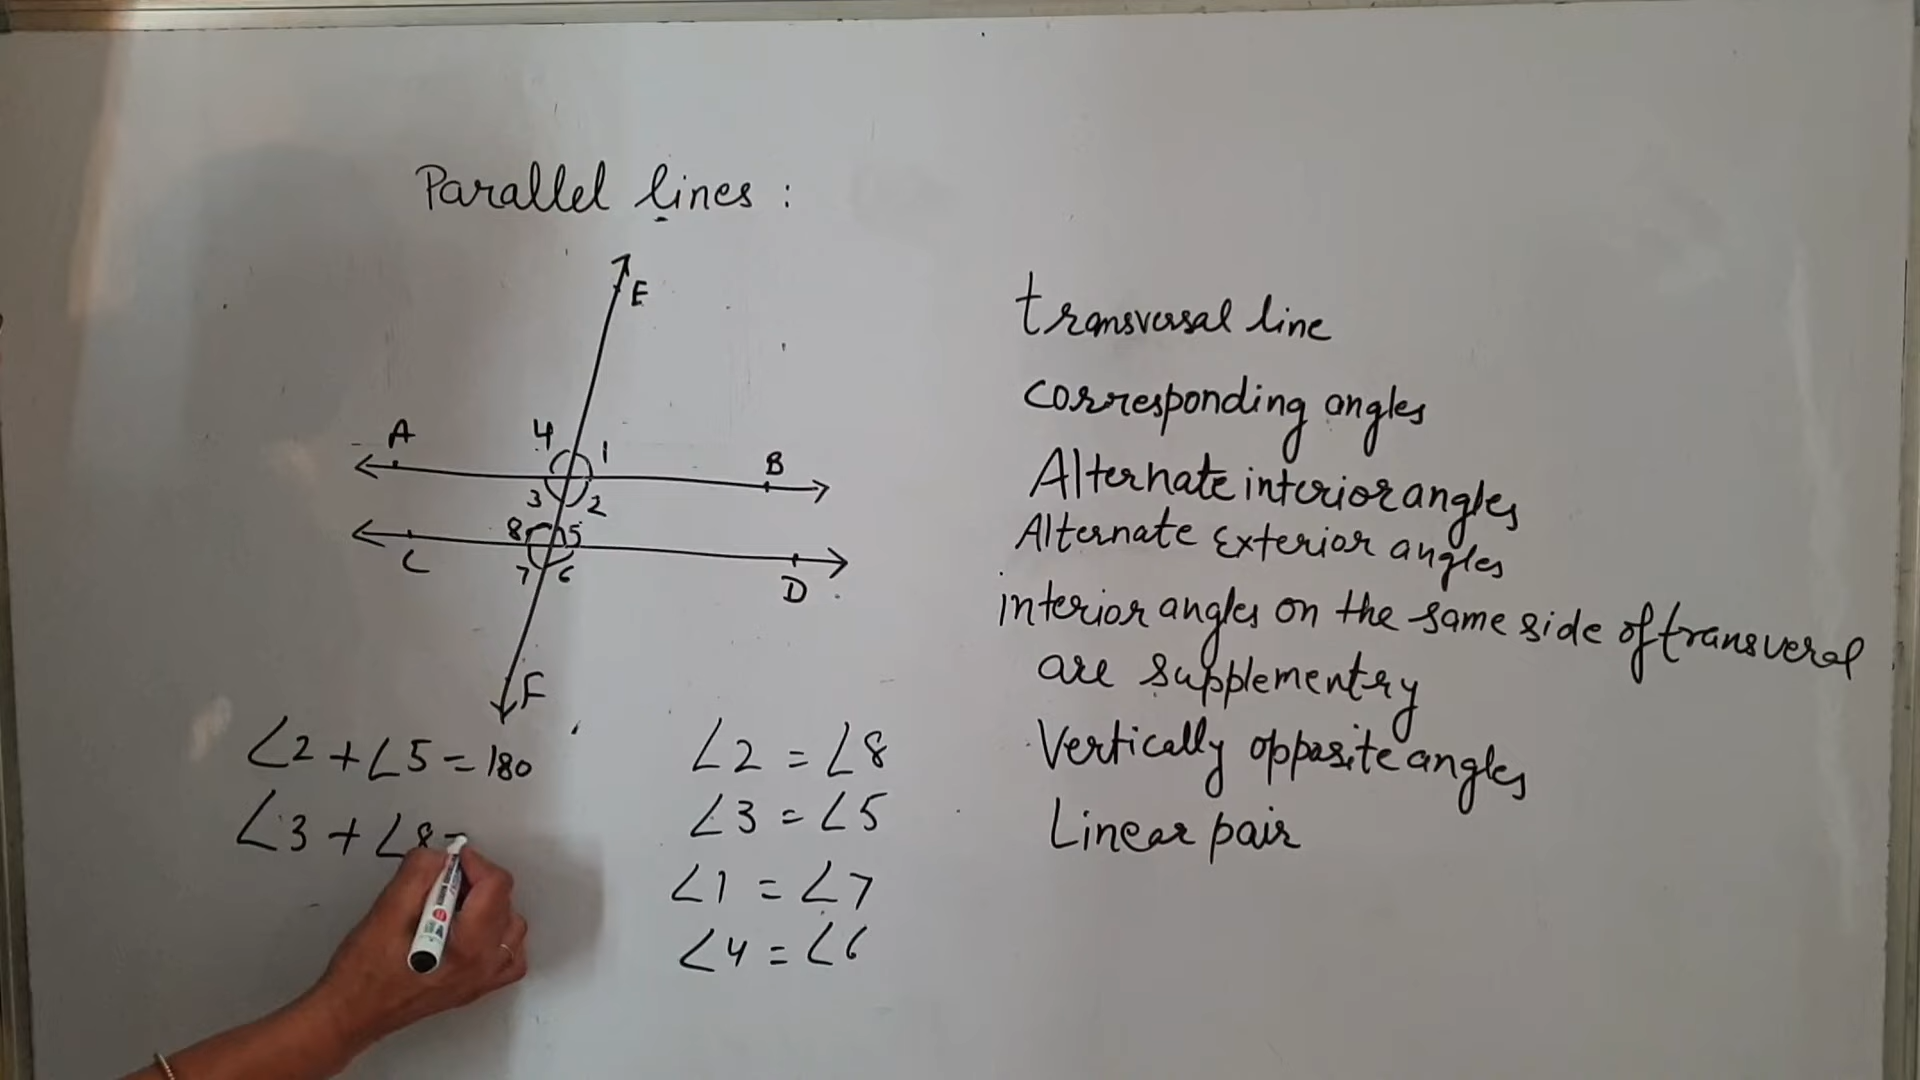 Parallel lines :
E
A
4
1
B
3
2
8
5
C
7
6
D
F
transversal line
corresponding angles
Alternate interior angles
Alternate Exterior angles
interior angles on the same side of transveral
are supplementry
Vertically opposite angles
Linear pair
∠2 + ∠5 = 180
∠3 + ∠8 =
∠2 = ∠8
∠3 = ∠5
∠1 = ∠7
∠4 = ∠6